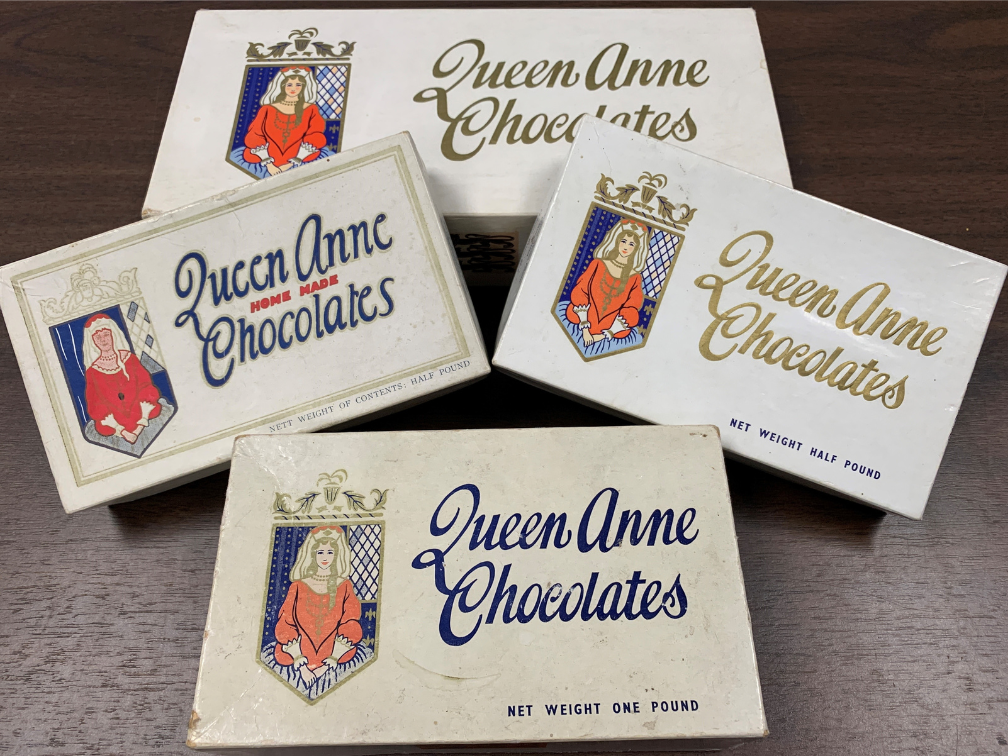 Queen Anne
Chocolates
Queen Anne
HOME MADE
Chocolates
NETT WEIGHT OF CONTENTS: HALF POUND
Queen Anne
Chocolates
NET WEIGHT HALF POUND
Queen Anne
Chocolates
NET WEIGHT ONE POUND